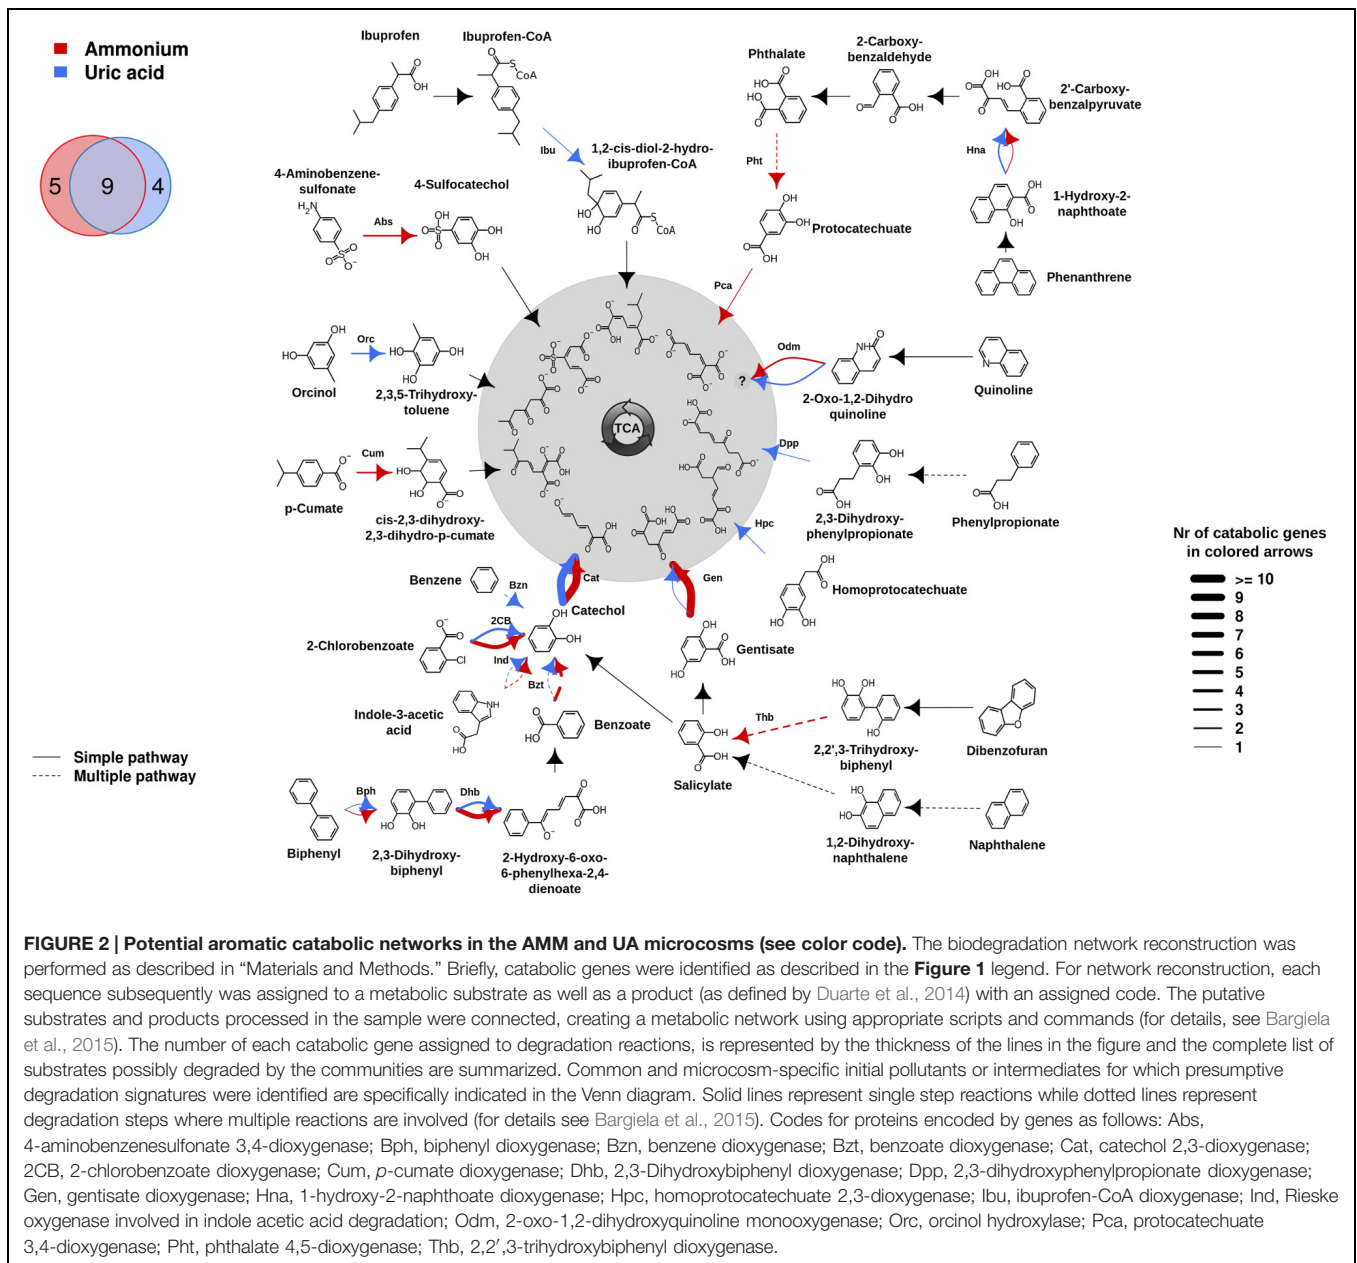 Ammonium
Uric acid
5
9
4
Ibuprofen
Ibuprofen-CoA
Ibu
1,2-cis-diol-2-hydro-
ibuprofen-CoA
Phthalate
2-Carboxy-
benzaldehyde
2'-Carboxy-
benzalpyruvate
Hna
1-Hydroxy-2-
naphthoate
Phenanthrene
Pht
Protocatechuate
Pca
4-Aminobenzene-
sulfonate
Abs
4-Sulfocatechol
Orcinol
Orc
2,3,5-Trihydroxy-
toluene
p-Cumate
Cum
cis-2,3-dihydroxy-
2,3-dihydro-p-cumate
TCA
?
Odm
2-Oxo-1,2-Dihydro
quinoline
Quinoline
Dpp
2,3-Dihydroxy-
phenylpropionate
Phenylpropionate
Hpc
Homoprotocatechuate
Benzene
Bzn
Cat
Catechol
Gen
Gentisate
2-Chlorobenzoate
2CB
Ind
Bzt
Indole-3-acetic
acid
Benzoate
Salicylate
Thb
2,2',3-Trihydroxy-
biphenyl
Dibenzofuran
1,2-Dihydroxy-
naphthalene
Naphthalene
Biphenyl
Bph
2,3-Dihydroxy-
biphenyl
Dhb
2-Hydroxy-6-oxo-
6-phenylhexa-2,4-
dienoate
Simple pathway
Multiple pathway
Nr of catabolic genes
in colored arrows
>= 10
9
8
7
6
5
4
3
2
1
FIGURE 2 | Potential aromatic catabolic networks in the AMM and UA microcosms (see color code). The biodegradation network reconstruction was
performed as described in “Materials and Methods.” Briefly, catabolic genes were identified as described in the Figure 1 legend. For network reconstruction, each
sequence subsequently was assigned to a metabolic substrate as well as a product (as defined by Duarte et al., 2014) with an assigned code. The putative
substrates and products processed in the sample were connected, creating a metabolic network using appropriate scripts and commands (for details, see Bargiela
et al., 2015). The number of each catabolic gene assigned to degradation reactions, is represented by the thickness of the lines in the figure and the complete list of
substrates possibly degraded by the communities are summarized. Common and microcosm-specific initial pollutants or intermediates for which presumptive
degradation signatures were identified are specifically indicated in the Venn diagram. Solid lines represent single step reactions while dotted lines represent
degradation steps where multiple reactions are involved (for details see Bargiela et al., 2015). Codes for proteins encoded by genes as follows: Abs,
4-aminobenzenesulfonate 3,4-dioxygenase; Bph, biphenyl dioxygenase; Bzn, benzene dioxygenase; Bzt, benzoate dioxygenase; Cat, catechol 2,3-dioxygenase;
2CB, 2-chlorobenzoate dioxygenase; Cum, p-cumate dioxygenase; Dhb, 2,3-Dihydroxybiphenyl dioxygenase; Dpp, 2,3-dihydroxyphenylpropionate dioxygenase;
Gen, gentisate dioxygenase; Hna, 1-hydroxy-2-naphthoate dioxygenase; Hpc, homoprotocatechuate 2,3-dioxygenase; Ibu, ibuprofen-CoA dioxygenase; Ind, Rieske
oxygenase involved in indole acetic acid degradation; Odm, 2-oxo-1,2-dihydroxyquinoline monooxygenase; Orc, orcinol hydroxylase; Pca, protocatechuate
3,4-dioxygenase; Pht, phthalate 4,5-dioxygenase; Thb, 2,2′,3-trihydroxybiphenyl dioxygenase.